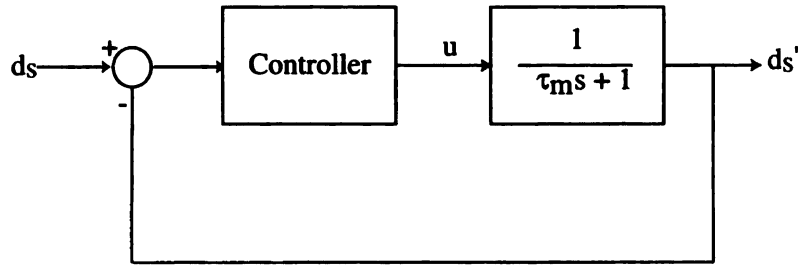 ds
+
-
Controller
u
1
τms + 1
ds'